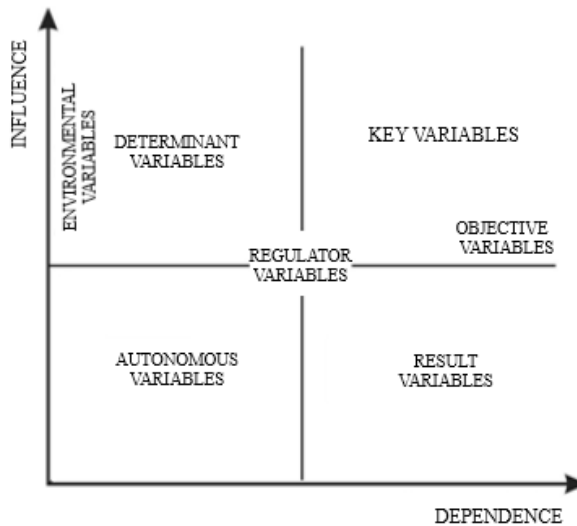 INFLUENCE
ENVIRONMENTAL
VARIABLES
DETERMINANT
VARIABLES
KEY VARIABLES
OBJECTIVE
VARIABLES
REGULATOR
VARIABLES
AUTONOMOUS
VARIABLES
RESULT
VARIABLES
DEPENDENCE